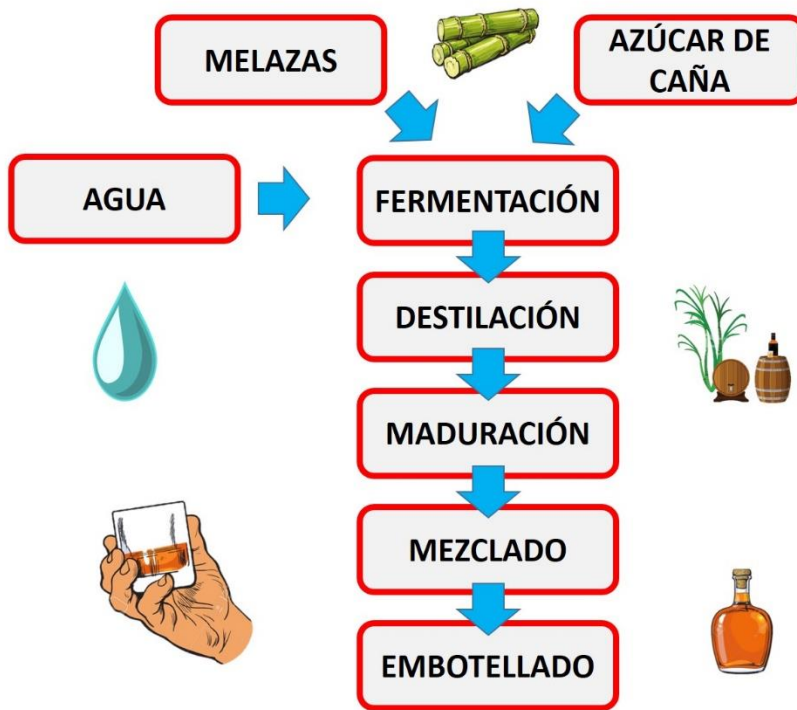 MELAZAS
AZÚCAR DE
CAÑA
AGUA
FERMENTACIÓN
DESTILACIÓN
MADURACIÓN
MEZCLADO
EMBOTELLADO